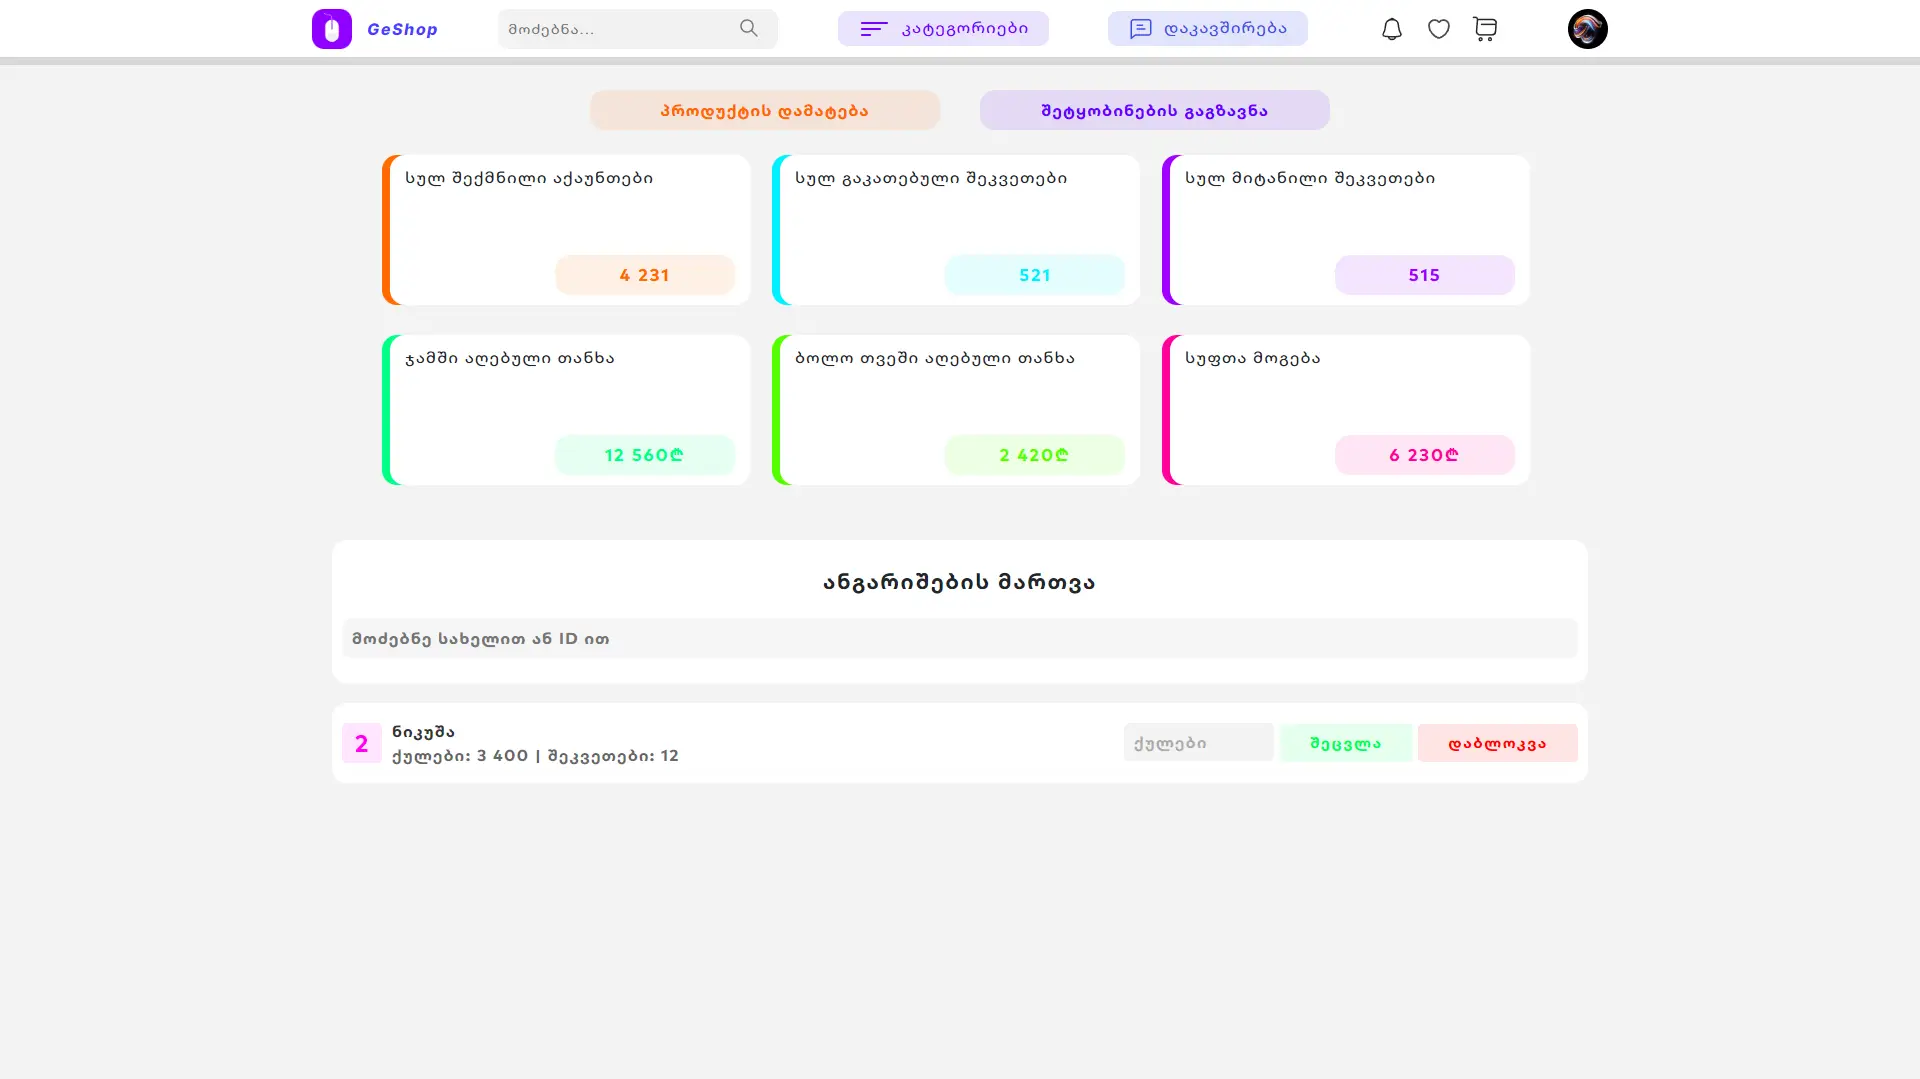 GeShop
მოძებნა...
კატეგორიები
დაკავშირება
პროდუქტის დამატება
შეტყობინების გაგზავნა
სულ შექმნილი აქაუნთები
4 231
სულ გაკათებული შეკვეთები
521
სულ მიტანილი შეკვეთები
515
ჯამში აღებული თანხა
12 560₾
ბოლო თვეში აღებული თანხა
2 420₾
სუფთა მოგება
6 230₾
ანგარიშების მართვა
მოძებნე სახელით ან ID ით
2
ნიკუშა
ქულები: 3 400 | შეკვეთები: 12
ქულები
შეცვლა
დაბლოკვა